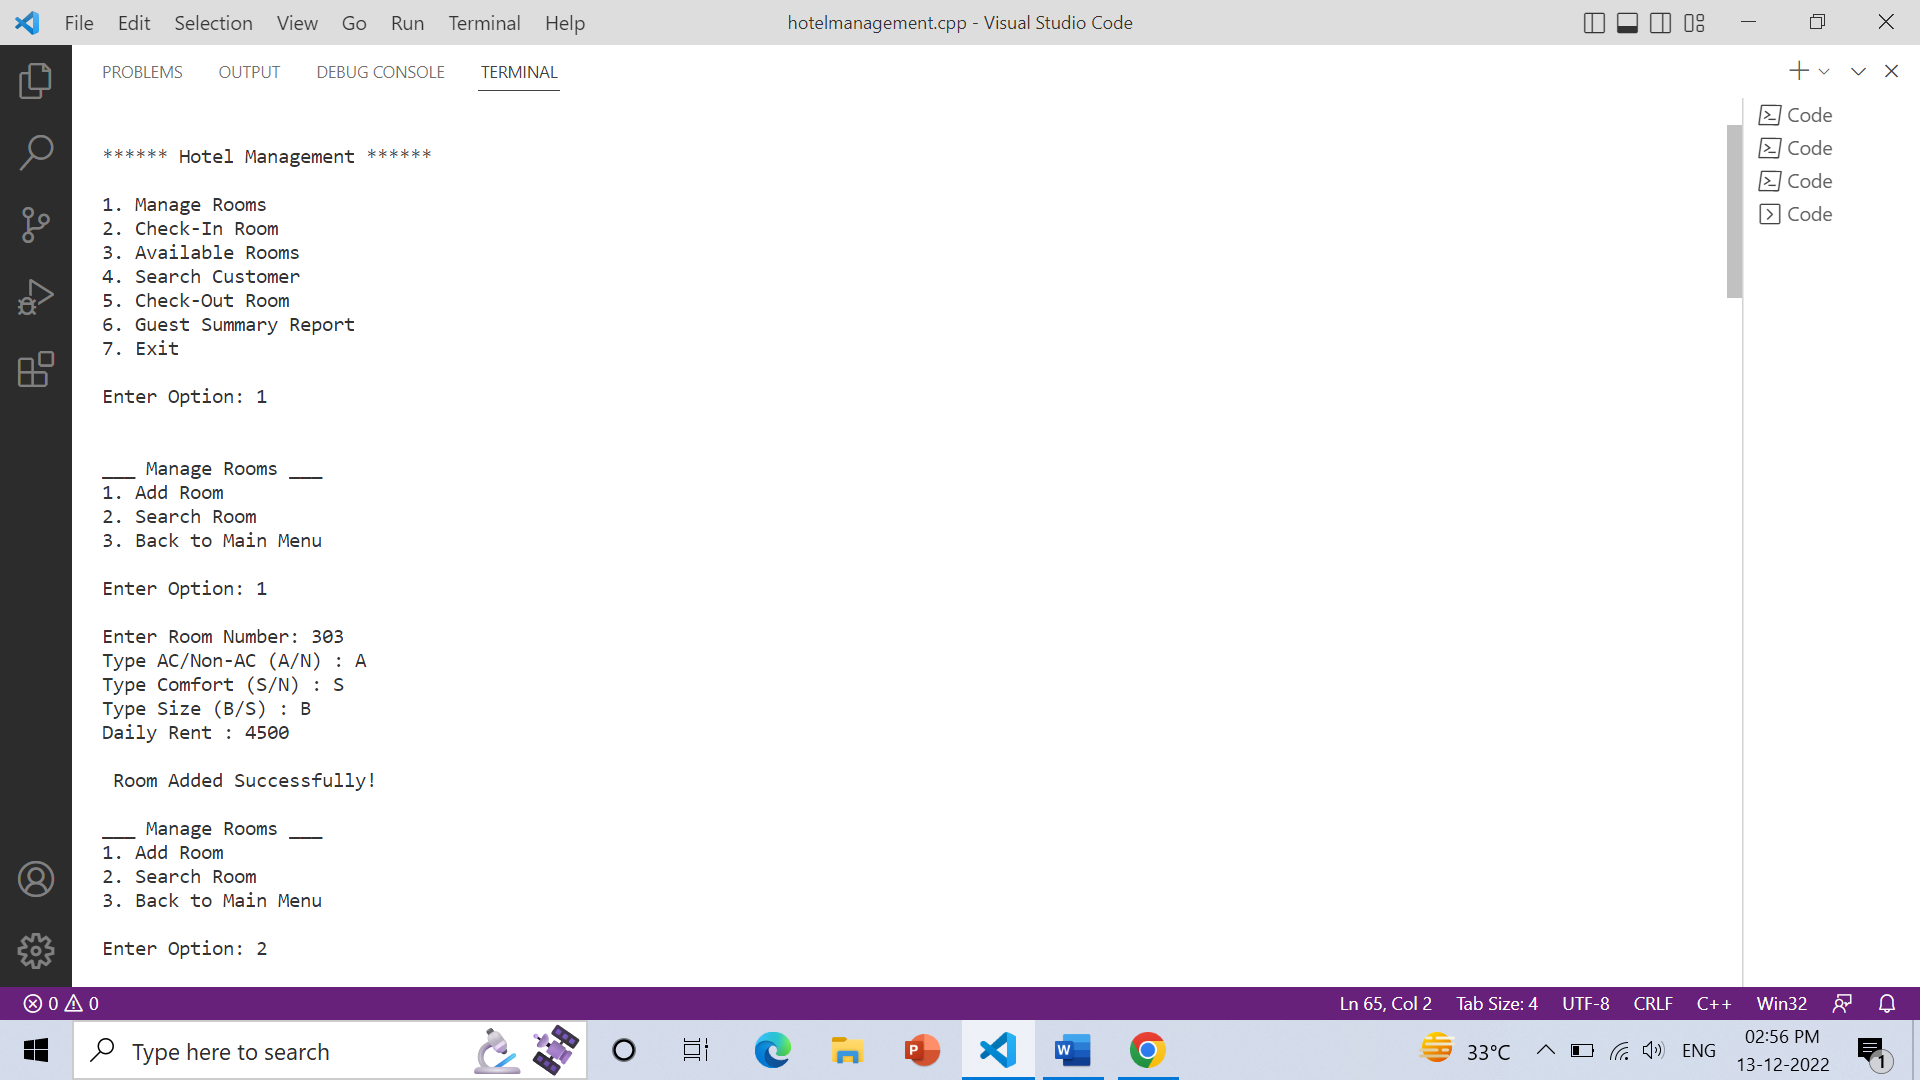 File Edit Selection View Go Run Terminal Help
hotelmanagement.cpp - Visual Studio Code
PROBLEMS OUTPUT DEBUG CONSOLE TERMINAL
****** Hotel Management ******
1. Manage Rooms
2. Check-In Room
3. Available Rooms
4. Search Customer
5. Check-Out Room
6. Guest Summary Report
7. Exit
Enter Option: 1
___ Manage Rooms ___
1. Add Room
2. Search Room
3. Back to Main Menu
Enter Option: 1
Enter Room Number: 303
Type AC/Non-AC (A/N) : A
Type Comfort (S/N) : S
Type Size (B/S) : B
Daily Rent : 4500
Room Added Successfully!
___ Manage Rooms ___
1. Add Room
2. Search Room
3. Back to Main Menu
Enter Option: 2
Code
Code
Code
Code
0 0
Ln 65, Col 2 Tab Size: 4 UTF-8 CRLF C++ Win32
Type here to search
P
W
33°C
ENG
02:56 PM
13-12-2022
1